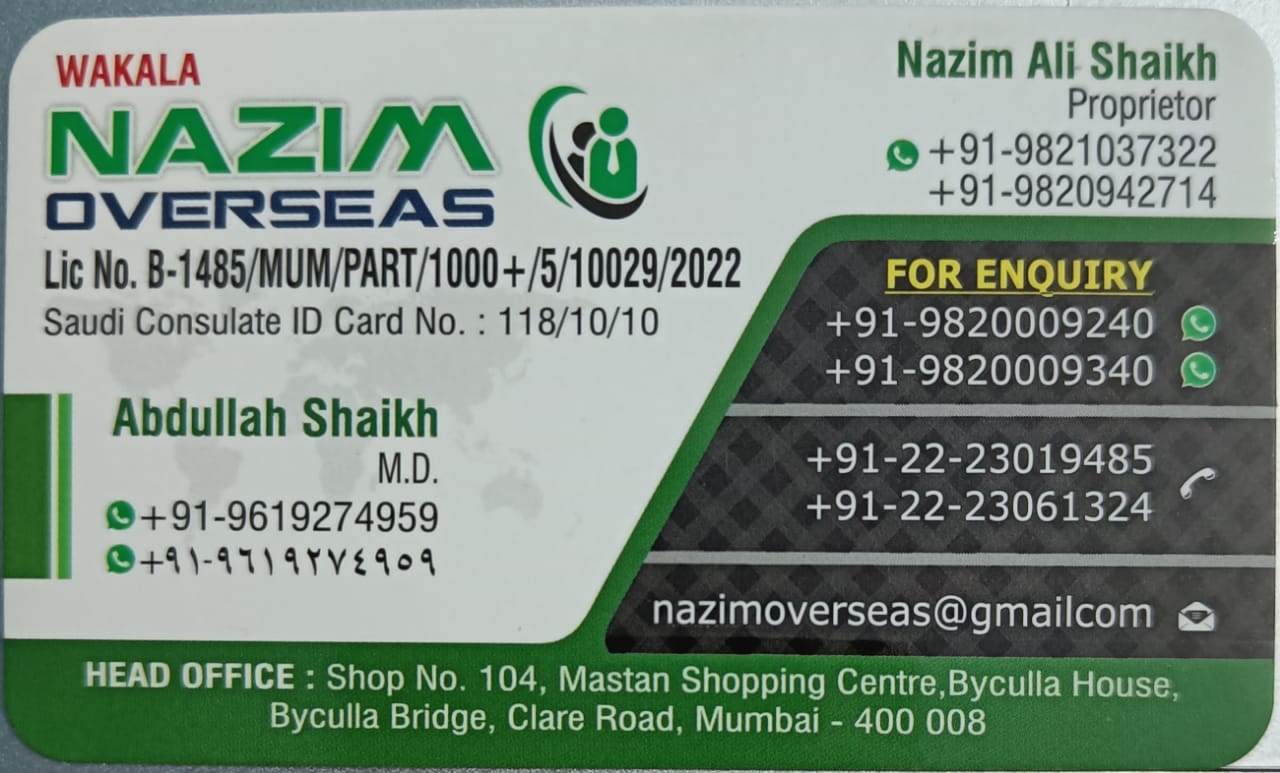 WAKALA
NAZIM
OVERSEAS
Lic No. B-1485/MUM/PART/1000+/5/10029/2022
Saudi Consulate ID Card No. : 118/10/10
Abdullah Shaikh
M.D.
+91-9619274959
+٩١-٩٦١٩٢٧٤٩٥٩
Nazim Ali Shaikh
Proprietor
+91-9821037322
+91-9820942714
FOR ENQUIRY
+91-9820009240
+91-9820009340
+91-22-23019485
+91-22-23061324
nazimoverseas@gmailcom
HEAD OFFICE : Shop No. 104, Mastan Shopping Centre,Byculla House,
Byculla Bridge, Clare Road, Mumbai - 400 008